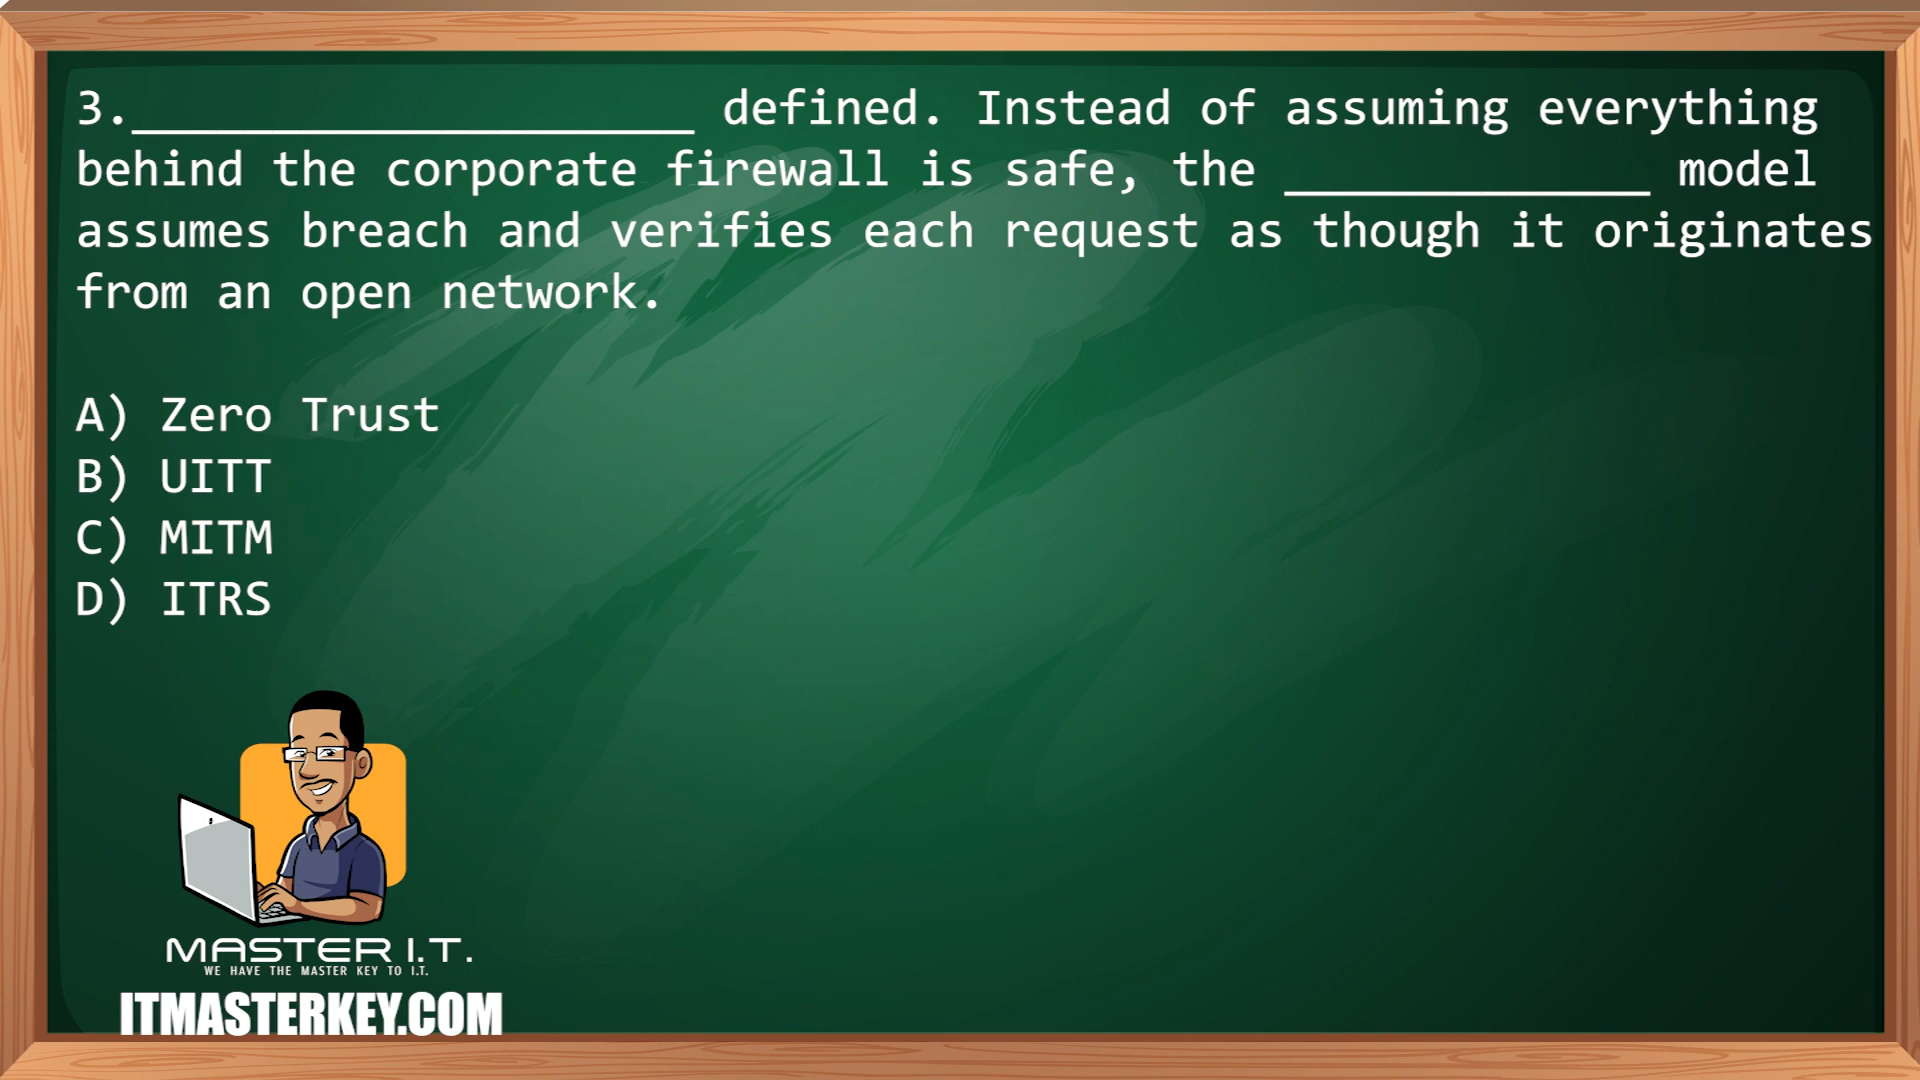 3.____________________ defined. Instead of assuming everything
behind the corporate firewall is safe, the _____________ model
assumes breach and verifies each request as though it originates
from an open network.
A) Zero Trust
B) UITT
C) MITM
D) ITRS
MASTER I.T.
WE HAVE THE MASTER KEY TO I.T.
ITMASTERKEY.COM